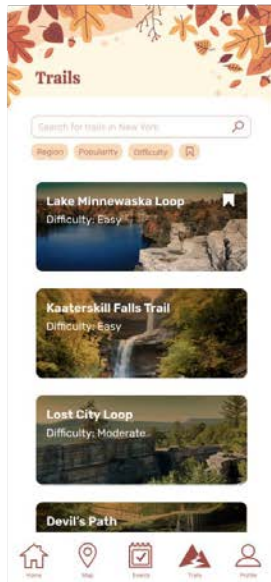 Trails
Search for trails in New York
Region Popularity Difficulty
Lake Minnewaska Loop
Difficulty: Easy
Kaaterskill Falls Trail
Difficulty: Easy
Lost City Loop
Difficulty: Moderate
Devil's Path
Home Map Events Trails Profile